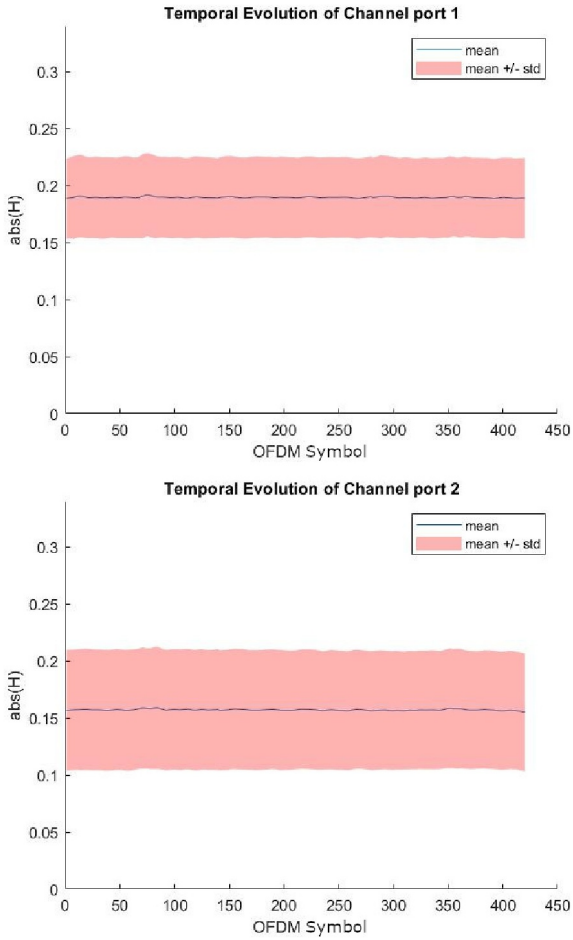 Temporal Evolution of Channel port 1
mean
mean +/- std
0.3
0.25
0.2
0.15
0.1
0.05
0
abs(H)
0 50 100 150 200 250 300 350 400 450
OFDM Symbol
Temporal Evolution of Channel port 2
mean
mean +/- std
0.3
0.25
0.2
0.15
0.1
0.05
0
abs(H)
0 50 100 150 200 250 300 350 400 450
OFDM Symbol